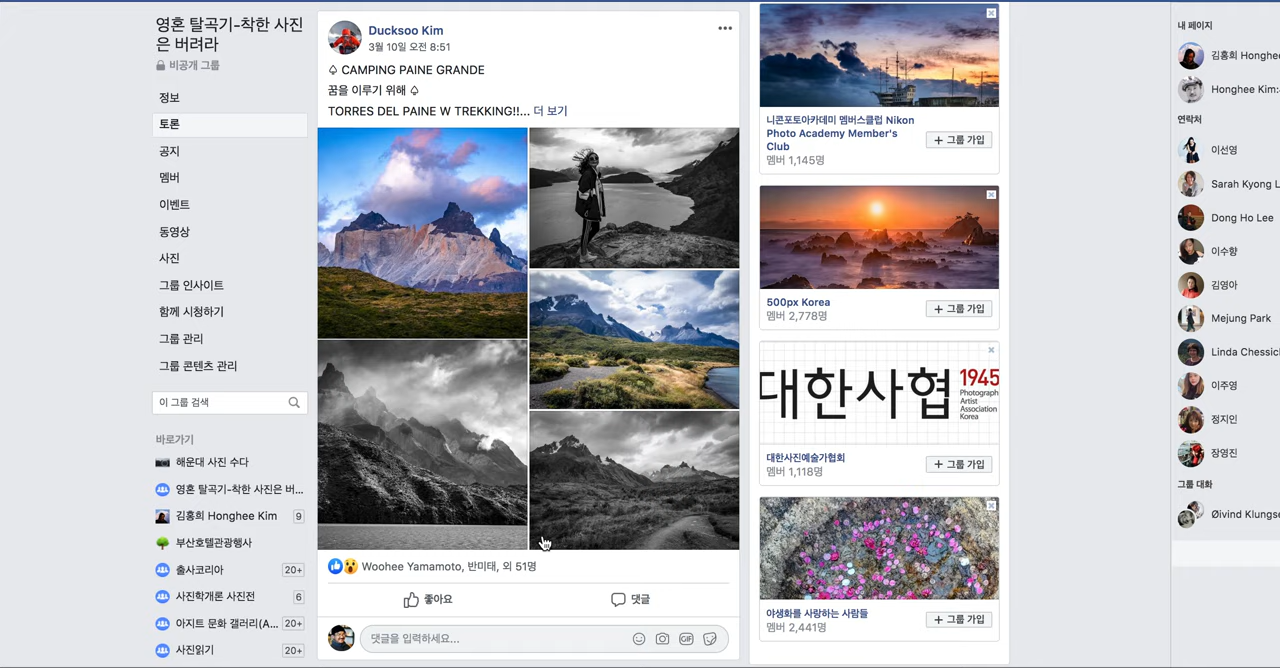 영혼 탈곡기-착한 사진
은 버려라
비공개 그룹
정보
토론
공지
멤버
이벤트
동영상
사진
그룹 인사이트
함께 시청하기
그룹 관리
그룹 콘텐츠 관리
이 그룹 검색
바로가기
해운대 사진 수다
영혼 탈곡기-착한 사진은 버...
김홍희 Honghee Kim 9
부산호텔관광행사
출사코리아 20+
사진학개론 사진전 6
아지트 문화 갤러리(A... 20+
사진읽기 20+
Ducksoo Kim
3월 10일 오전 8:51
♤ CAMPING PAINE GRANDE
꿈을 이루기 위해 ♤
TORRES DEL PAINE W TREKKING!!... 더 보기
Woohee Yamamoto, 반미태, 외 51명
좋아요 댓글
댓글을 입력하세요...
GIF
니콘포토아카데미 멤버스클럽 Nikon
Photo Academy Member's
Club
멤버 1,145명
+ 그룹 가입
500px Korea
멤버 2,778명
+ 그룹 가입
대한사협
1945
Photograph
Artist
Association
Korea
대한사진예술가협회
멤버 1,118명
+ 그룹 가입
야생화를 사랑하는 사람들
멤버 2,441명
+ 그룹 가입
내 페이지
김홍희 Honghee
Honghee Kim:
연락처
이선영
Sarah Kyong L
Dong Ho Lee
이수향
김영아
Mejung Park
Linda Chessic
이주영
정지인
장영진
그룹 대화
Øivind Klungse